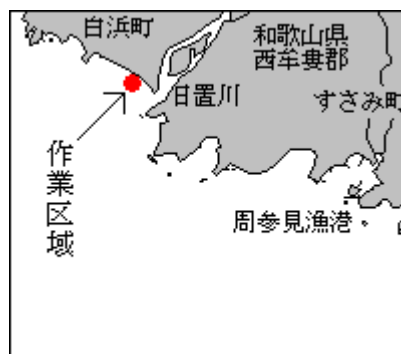 白浜町
和歌山県
西牟婁郡
日置川
すさみ町
作業区域
周参見漁港